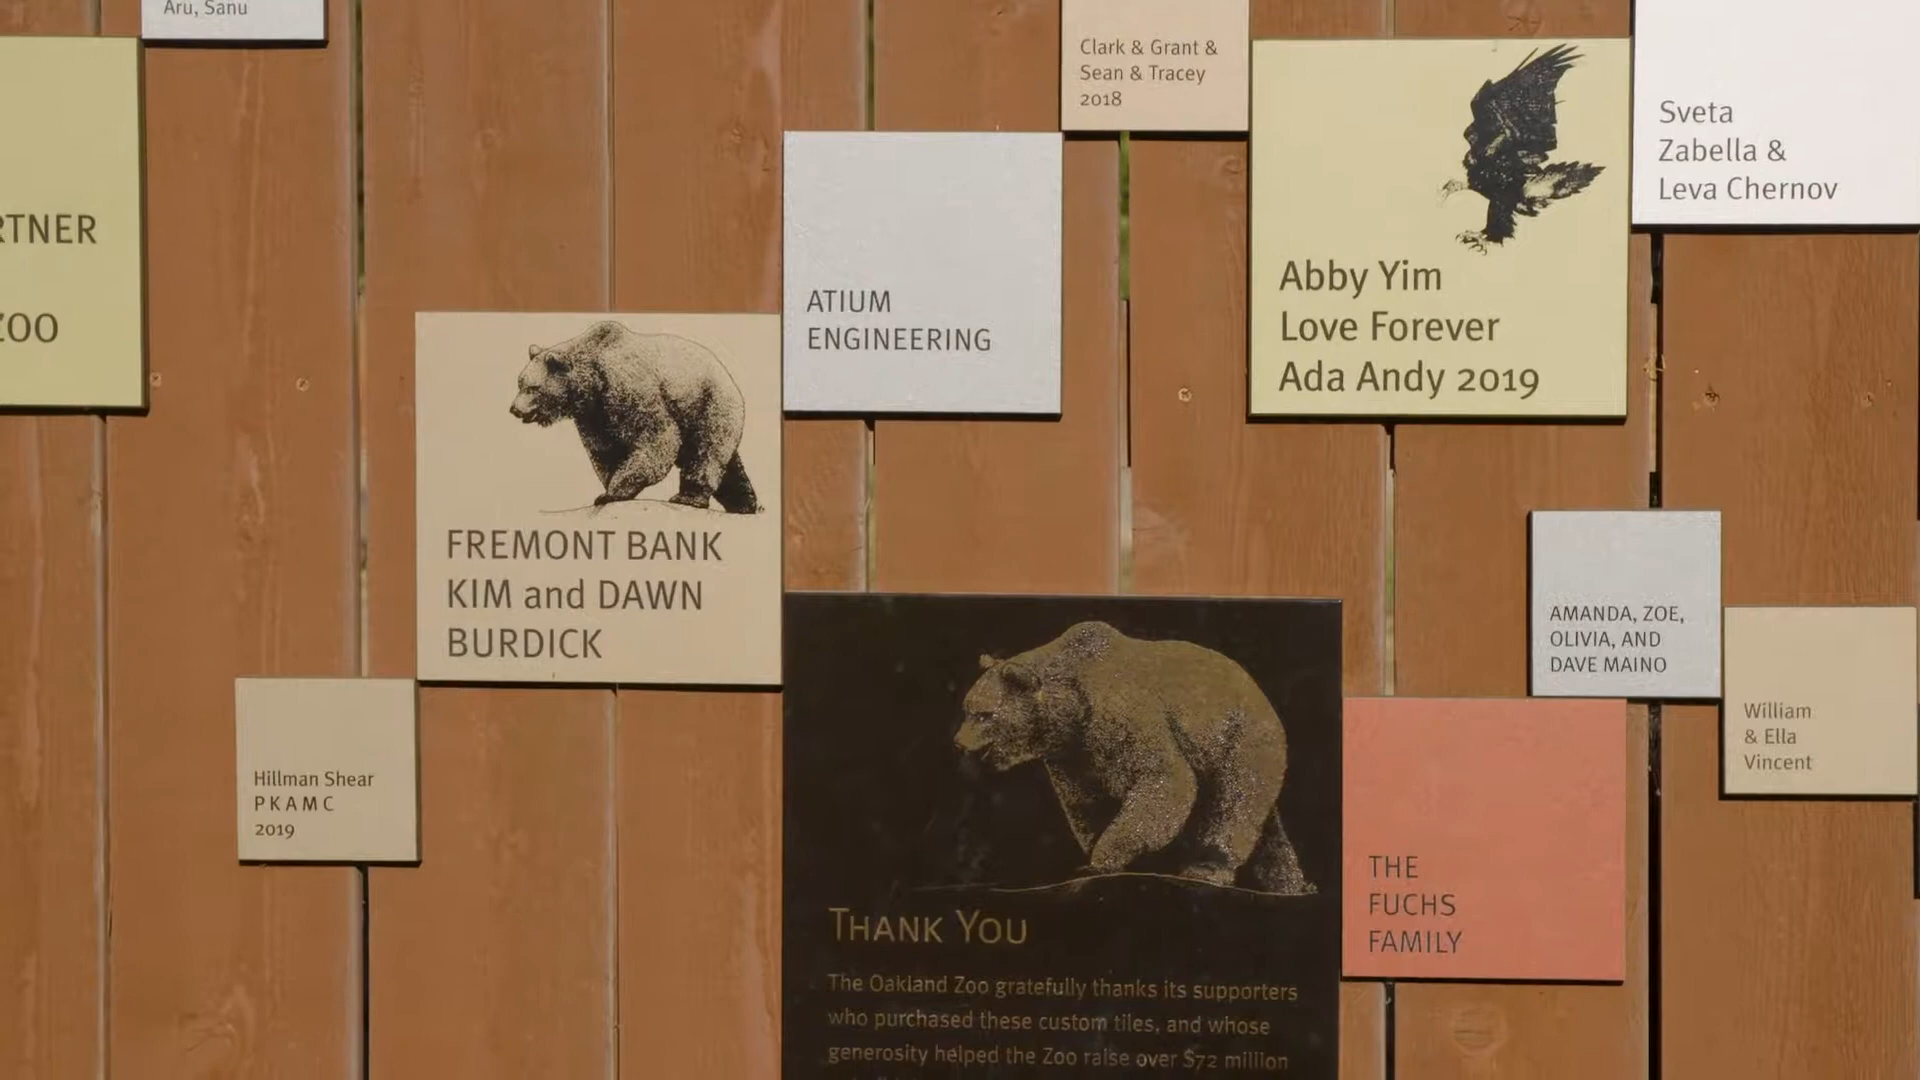 Aru, Sanu
Clark & Grant &
Sean & Tracey
2018
Sveta
Zabella &
Leva Chernov
ZOO
ATIUM
ENGINEERING
Abby Yim
Love Forever
Ada Andy 2019
FREMONT BANK
KIM and DAWN
BURDICK
AMANDA, ZOE,
OLIVIA, AND
DAVE MAINO
William
& Ella
Vincent
Hillman Shear
P K A M C
2019
THE
FUCHS
FAMILY
THANK YOU
The Oakland Zoo gratefully thanks its supporters
who purchased these custom tiles, and whose
generosity helped the Zoo raise over $72 million